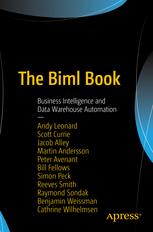 The Biml Book
Business Intelligence and
Data Warehouse Automation
—
Andy Leonard
Scott Currie
Jacob Alley
Martin Andersson
Peter Avenant
Bill Fellows
Simon Peck
Reeves Smith
Raymond Sondak
Benjamin Weissman
Cathrine Wilhelmsen
Apress®